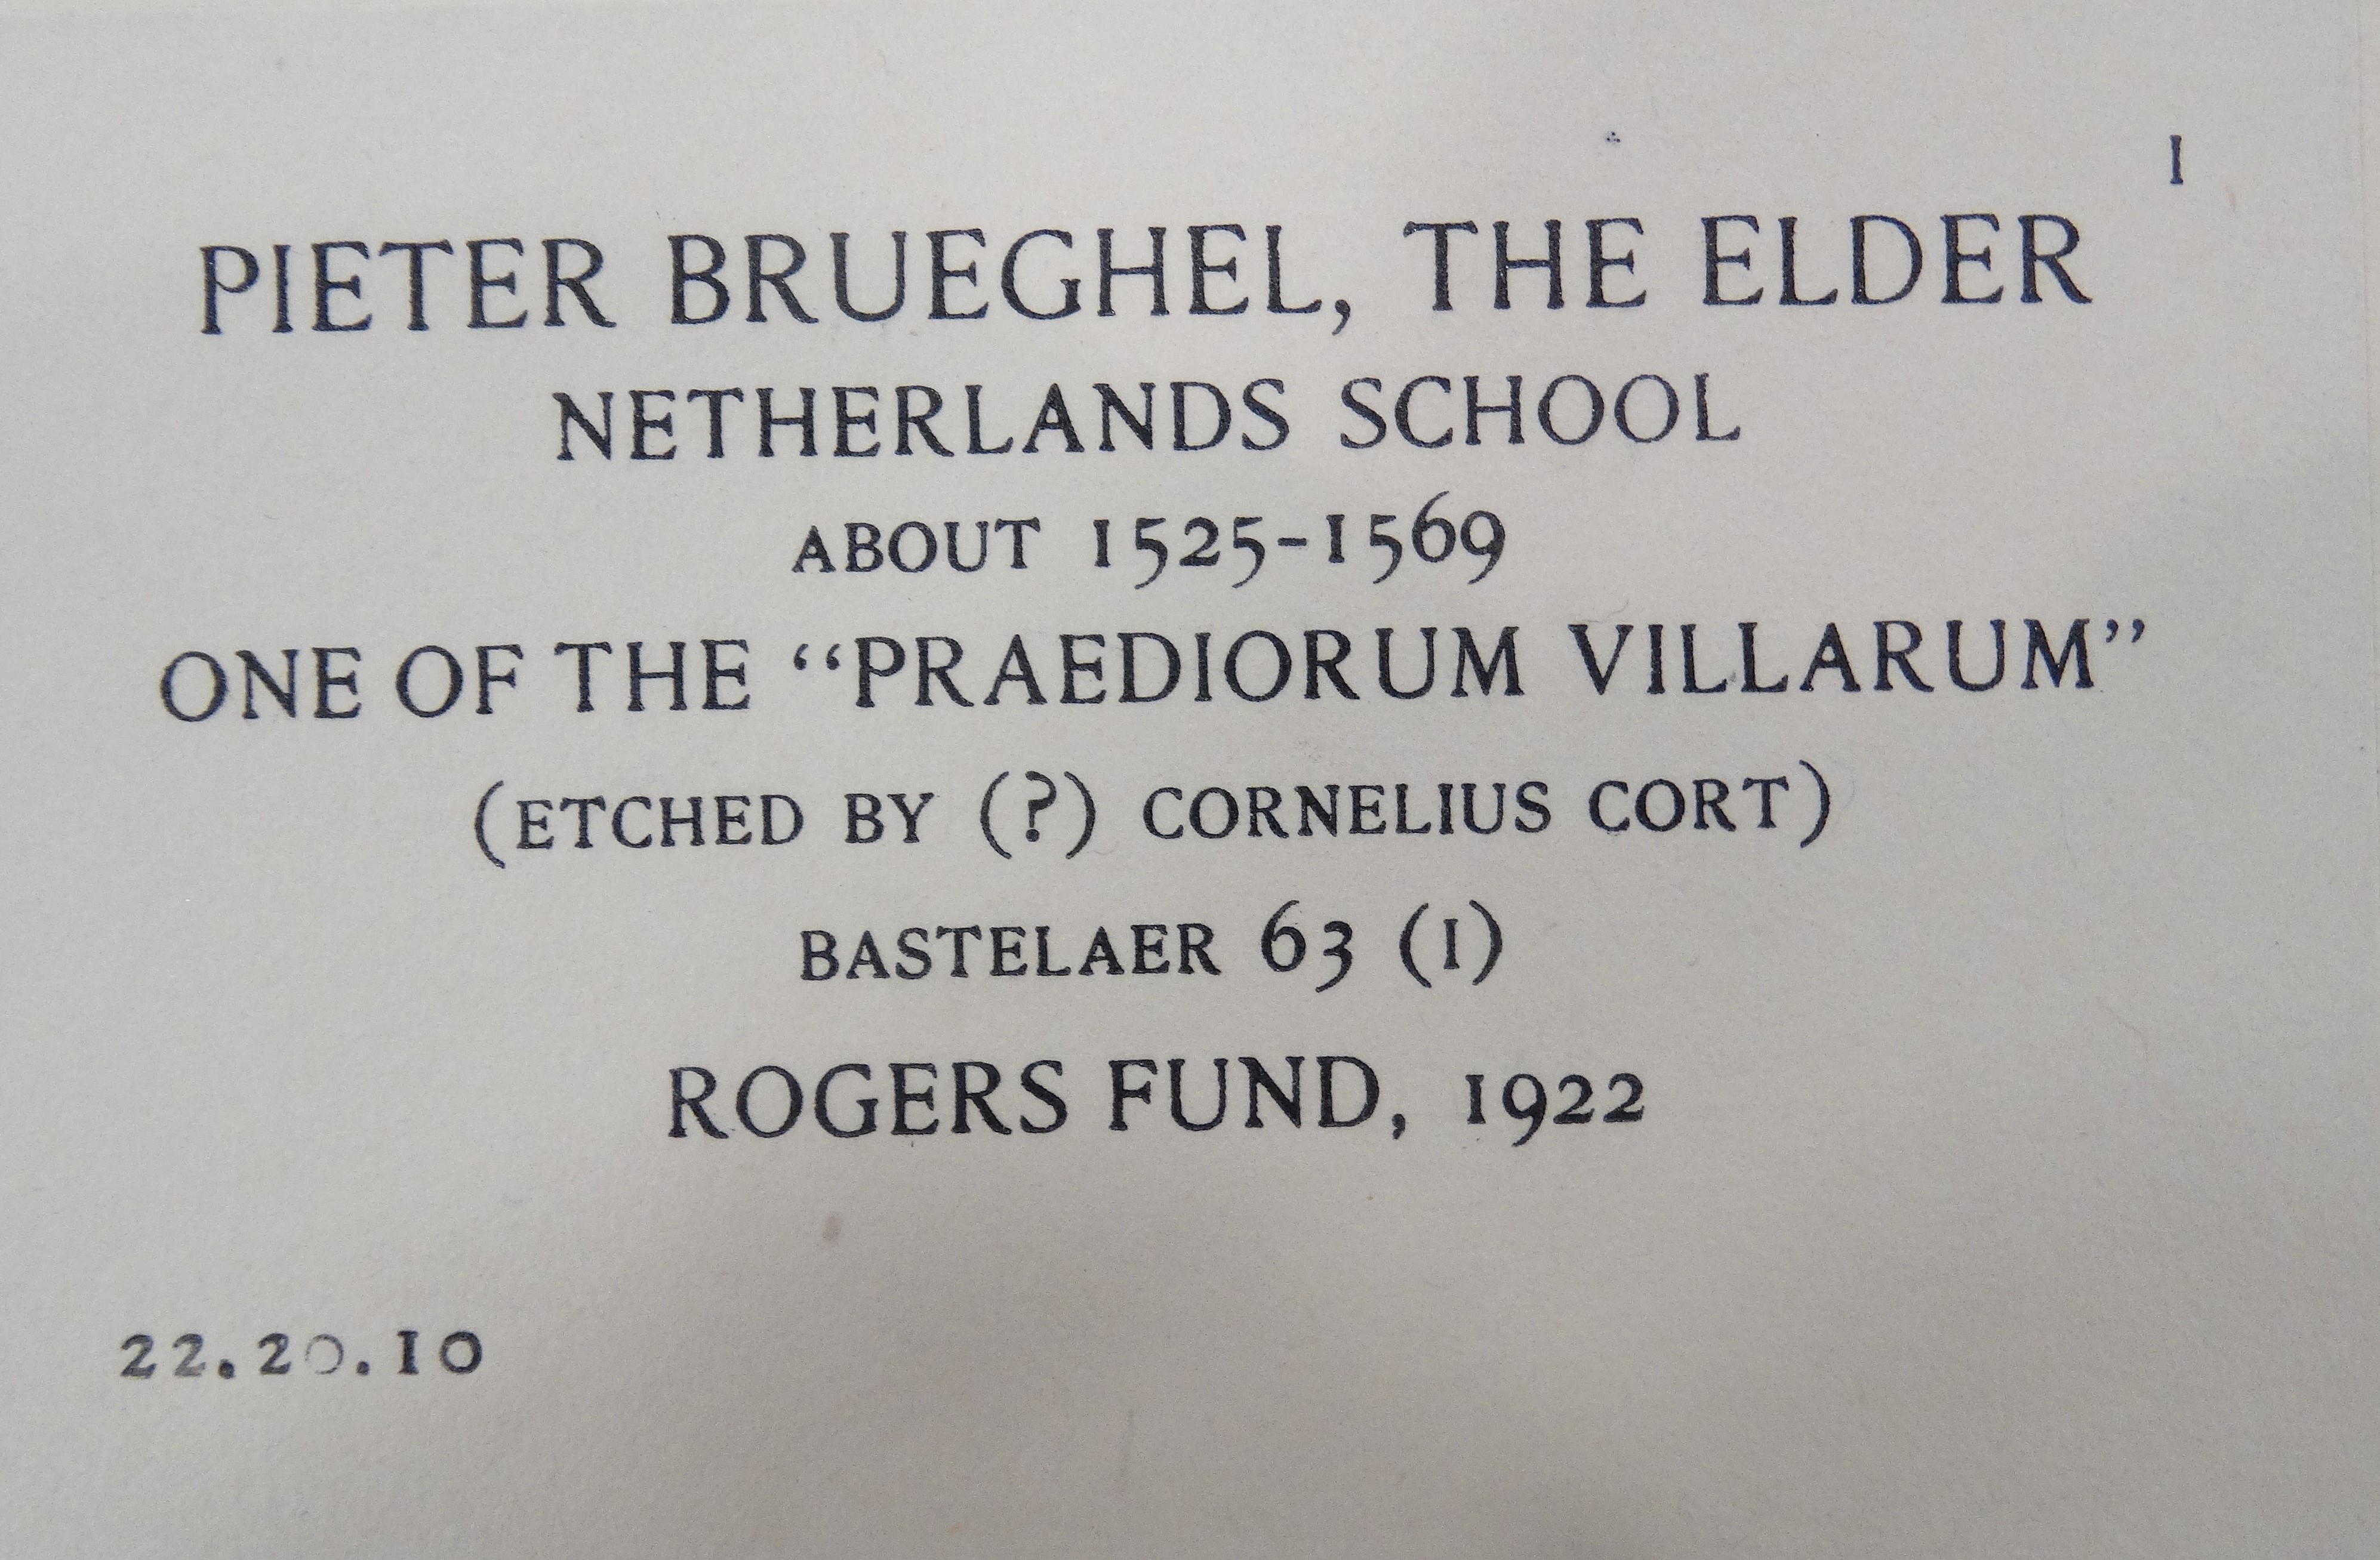 I
PIETER BRUEGHEL, THE ELDER
NETHERLANDS SCHOOL
ABOUT 1525-1569
ONE OF THE “PRAEDIORUM VILLARUM”
(ETCHED BY (?) CORNELIUS CORT)
BASTELAER 63 (I)
ROGERS FUND, 1922
22.20.10